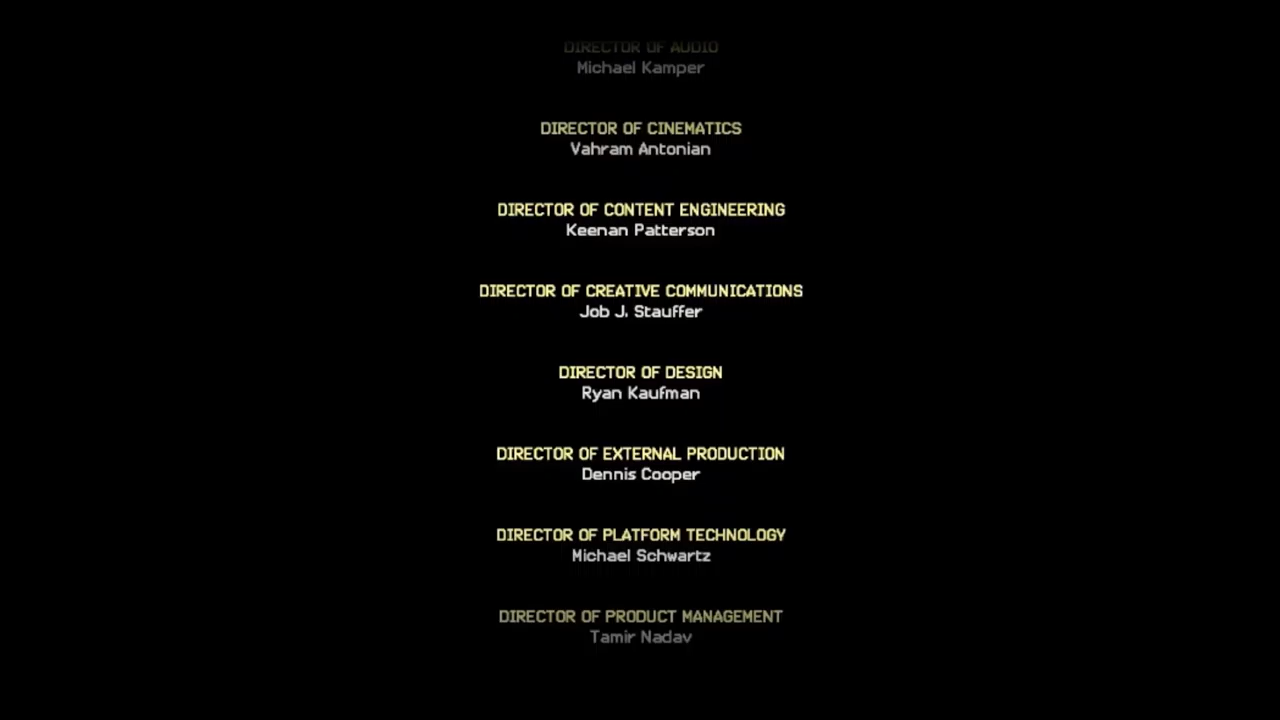 DIRECTOR OF AUDIO
Michael Kamper
DIRECTOR OF CINEMATICS
Vahram Antonian
DIRECTOR OF CONTENT ENGINEERING
Keenan Patterson
DIRECTOR OF CREATIVE COMMUNICATIONS
Job J. Stauffer
DIRECTOR OF DESIGN
Ryan Kaufman
DIRECTOR OF EXTERNAL PRODUCTION
Dennis Cooper
DIRECTOR OF PLATFORM TECHNOLOGY
Michael Schwartz
DIRECTOR OF PRODUCT MANAGEMENT
Tamir Nadav